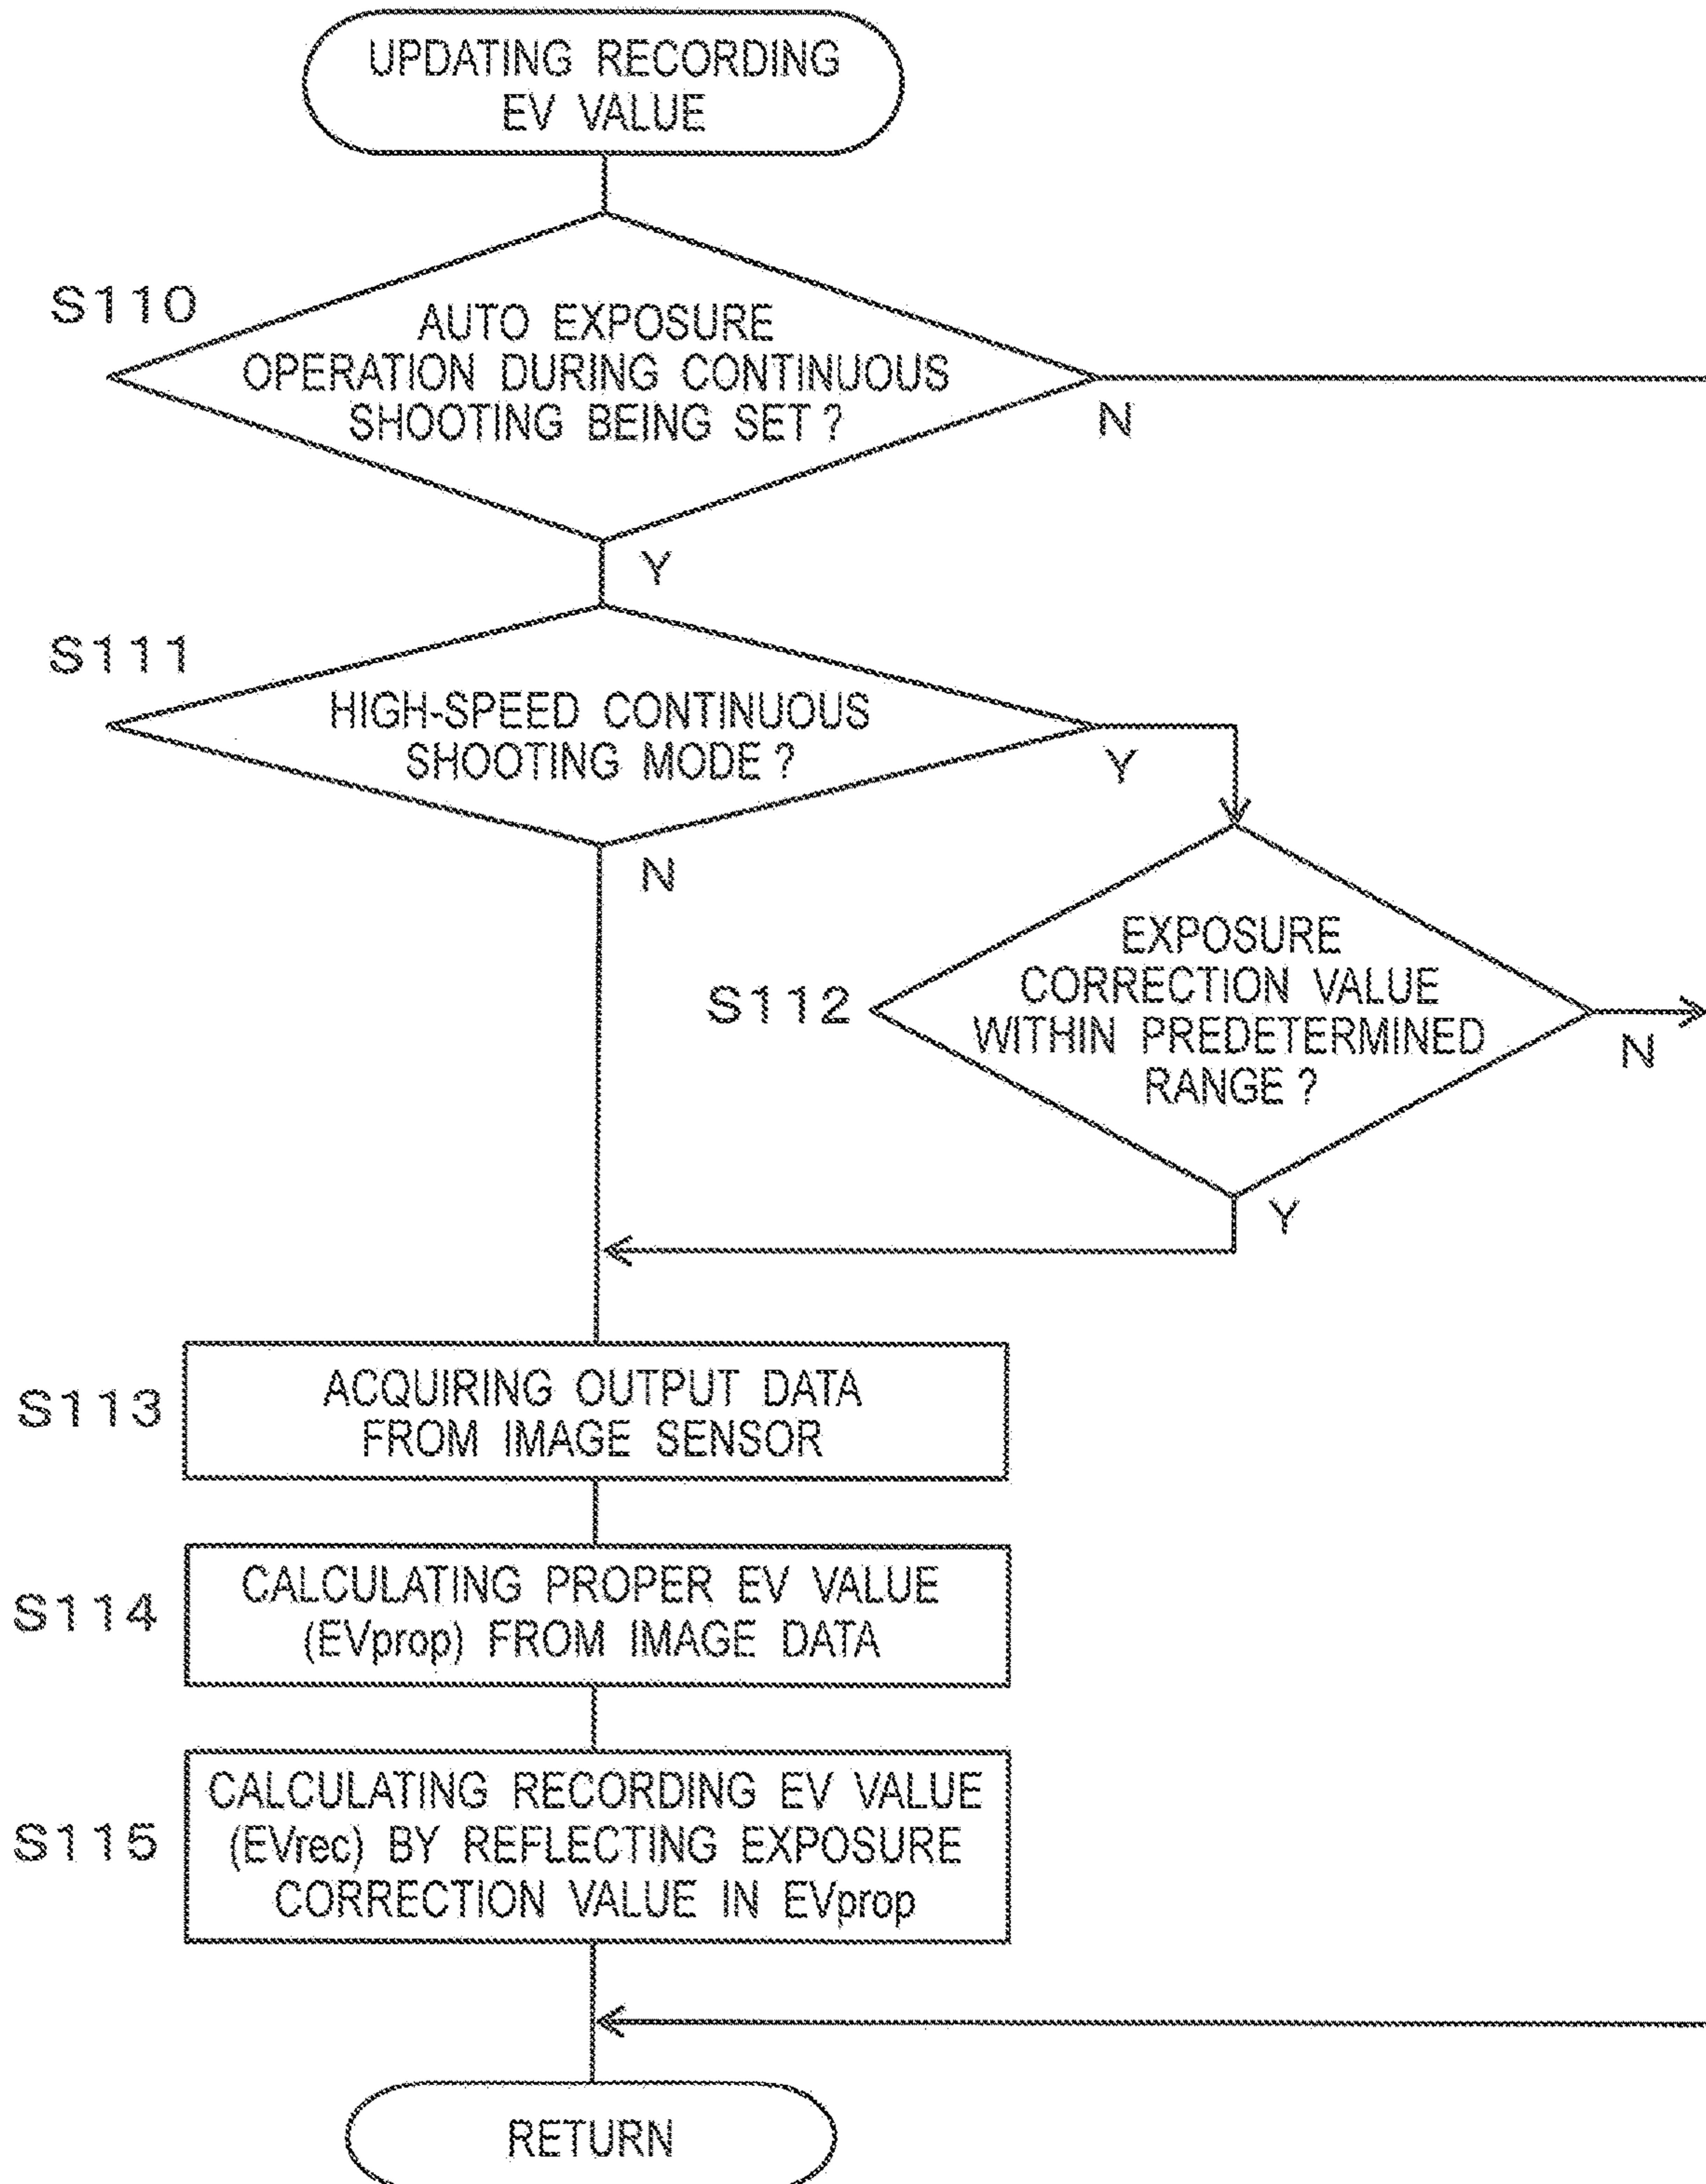 UPDATING RECORDING
EV VALUE
S110
AUTO EXPOSURE
OPERATION DURING CONTINUOUS
SHOOTING BEING SET ?
N
Y
S111
HIGH-SPEED CONTINUOUS
SHOOTING MODE ?
Y
N
S112
EXPOSURE
CORRECTION VALUE
WITHIN PREDETERMINED
RANGE ?
N
Y
S113
ACQUIRING OUTPUT DATA
FROM IMAGE SENSOR
S114
CALCULATING PROPER EV VALUE
(EVprop) FROM IMAGE DATA
S115
CALCULATING RECORDING EV VALUE
(EVrec) BY REFLECTING EXPOSURE
CORRECTION VALUE IN EVprop
RETURN